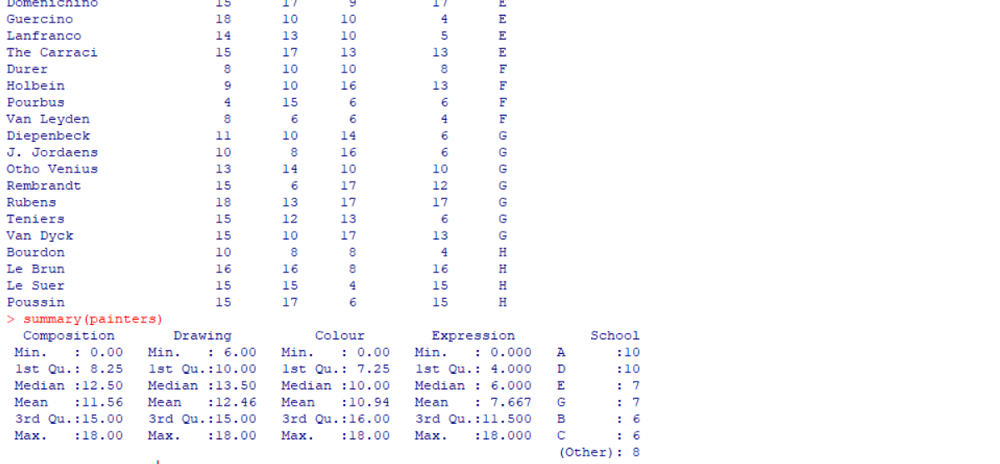 Domenichino 15 17 9 17 E
Guercino 18 10 10 4 E
Lanfranco 14 13 10 5 E
The Carraci 15 17 13 13 E
Durer 8 10 10 8 F
Holbein 9 10 16 13 F
Pourbus 4 15 6 6 F
Van Leyden 8 6 6 4 F
Diepenbeck 11 10 14 6 G
J. Jordaens 10 8 16 6 G
Otho Venius 13 14 10 10 G
Rembrandt 15 6 17 12 G
Rubens 18 13 17 17 G
Teniers 15 12 13 6 G
Van Dyck 15 10 17 13 G
Bourdon 10 8 8 4 H
Le Brun 16 16 8 16 H
Le Suer 15 15 4 15 H
Poussin 15 17 6 15 H
> summary(painters)
Composition Drawing Colour Expression School
Min. : 0.00 Min. : 6.00 Min. : 0.00 Min. : 0.000 A :10
1st Qu.: 8.25 1st Qu.:10.00 1st Qu.: 7.25 1st Qu.: 4.000 D :10
Median :12.50 Median :13.50 Median :10.00 Median : 6.000 E : 7
Mean :11.56 Mean :12.46 Mean :10.94 Mean : 7.667 G : 7
3rd Qu.:15.00 3rd Qu.:15.00 3rd Qu.:16.00 3rd Qu.:11.500 B : 6
Max. :18.00 Max. :18.00 Max. :18.00 Max. :18.000 C : 6
(Other): 8